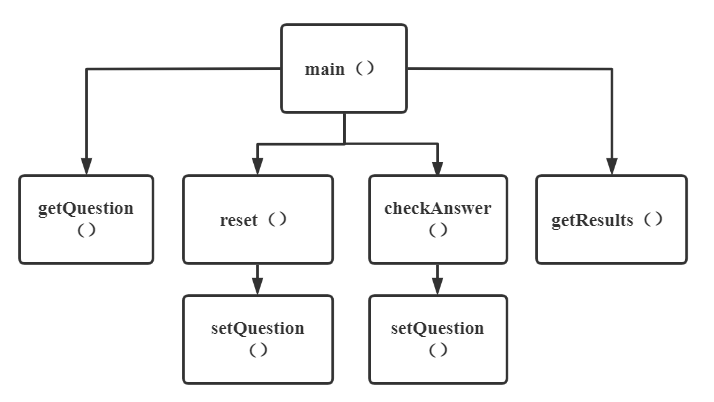 main（）
getQuestion
（）
reset（）
checkAnswer
（）
getResults（）
setQuestion
（）
setQuestion
（）